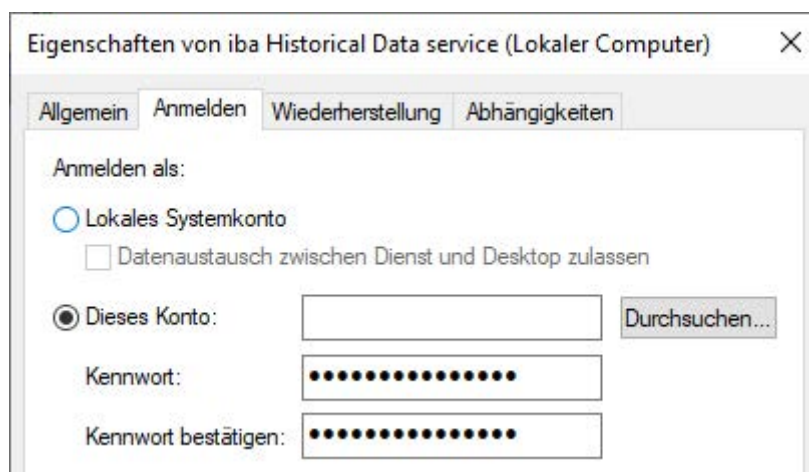 Eigenschaften von iba Historical Data service (Lokaler Computer)
Allgemein Anmelden Wiederherstellung Abhängigkeiten
Anmelden als:
Lokales Systemkonto
Datenaustausch zwischen Dienst und Desktop zulassen
Dieses Konto: Durchsuchen...
Kennwort: •••••••••••••••
Kennwort bestätigen: •••••••••••••••